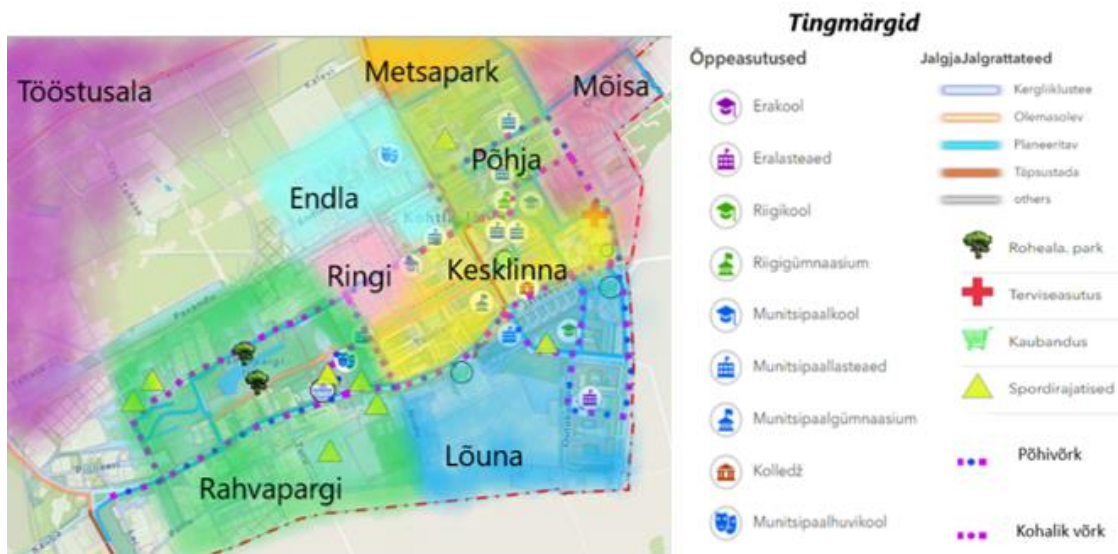 Tingmärgid
Õppeasutused
JalgjaJalgrattateed
Erakool
Eralasteaed
Riigikool
Riigigümnaasium
Munitsipaalkool
Munitsipaallasteaed
Munitsipaalgümnaasium
Kolledž
Munitsipaalhuvikool
Kergliiklustee
Olemasolev
Planeeritav
Täpsustada
others
Roheala. park
Terviseasutus
Kaubandus
Spordirajatised
Põhivõrk
Kohalik võrk
Tööstusala
Metsapark
Mõisa
Põhja
Endla
Ringi
Kesklinna
Lõuna
Rahvapargi